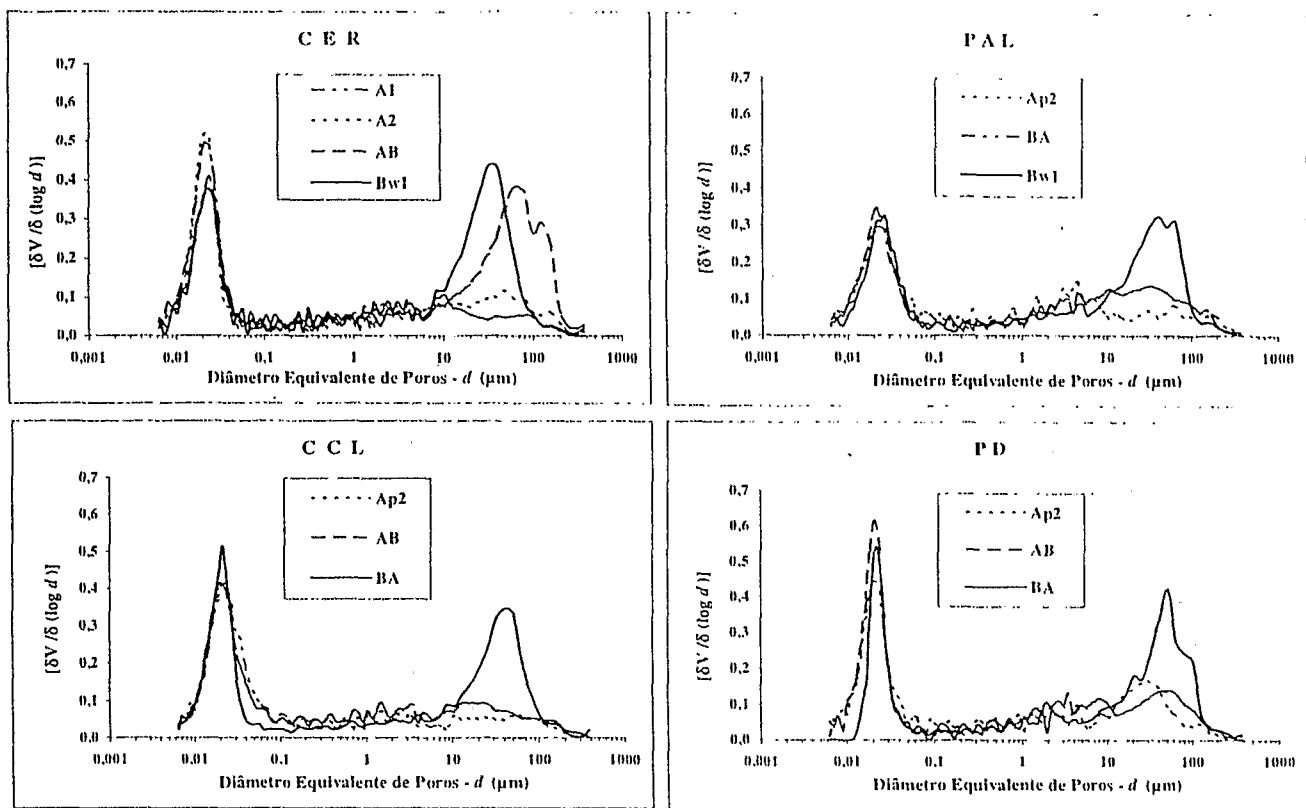 C E R
[δV /δ (log d )]
0,7
0,6
0,5
0,4
0,3
0,2
0,1
0,0
A1
A2
AB
Bw1
0,001 0,01 0,1 1 10 100 1000
Diâmetro Equivalente de Poros - d (µm)
P A L
[δV /δ (log d )]
0,7
0,6
0,5
0,4
0,3
0,2
0,1
0,0
Ap2
BA
Bw1
0,001 0,01 0,1 1 10 100 1000
Diâmetro Equivalente de Poros - d (µm)
C C L
[δV /δ (log d )]
0,7
0,6
0,5
0,4
0,3
0,2
0,1
0,0
Ap2
AB
BA
0,001 0,01 0,1 1 10 100 1000
Diâmetro Equivalente de Poros - d (µm)
P D
[δV /δ (log d )]
0,7
0,6
0,5
0,4
0,3
0,2
0,1
0,0
Ap2
AB
BA
0,001 0,01 0,1 1 10 100 1000
Diâmetro Equivalente de Poros - d (µm)